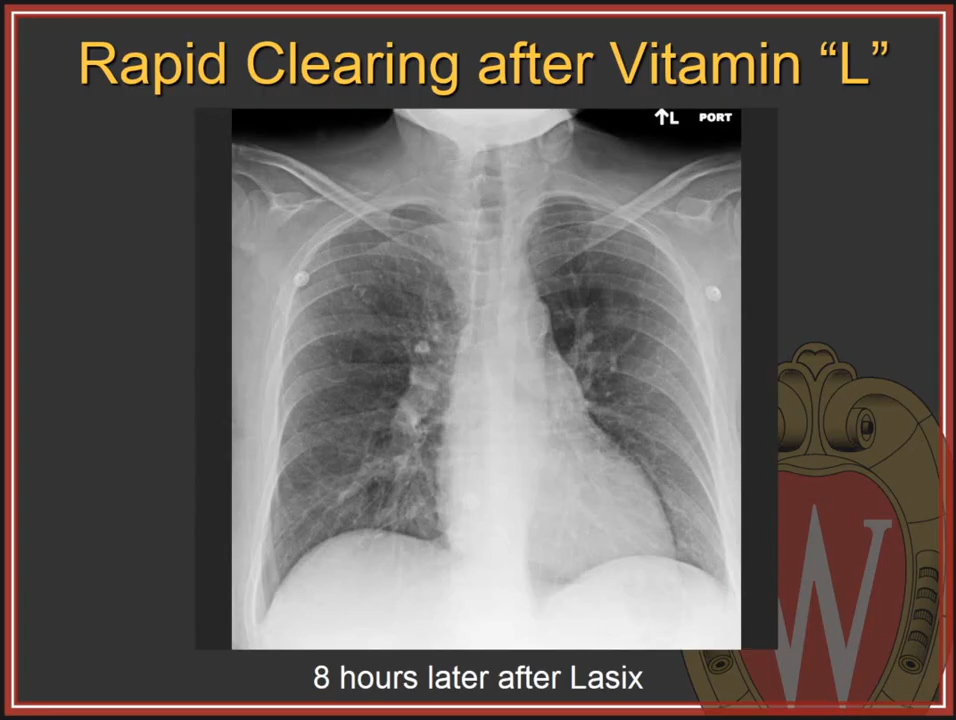 Rapid Clearing after Vitamin “L”
↑L PORT
8 hours later after Lasix
W